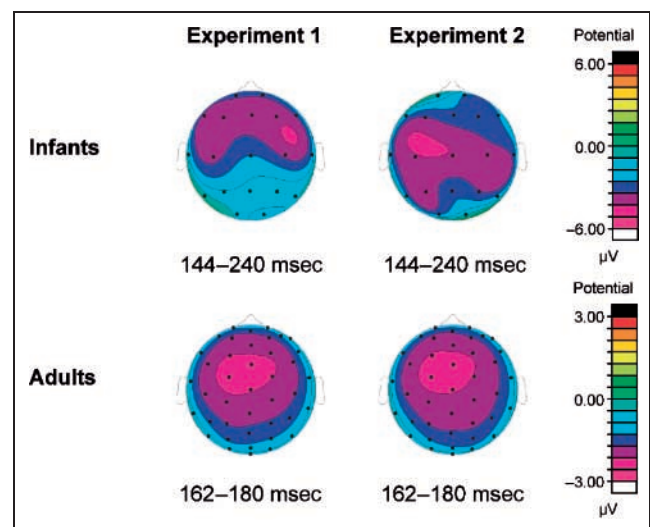 Experiment 1 Experiment 2 Potential
6.00
Infants 0.00
−6.00
144–240 msec 144–240 msec µV
Potential
3.00
Adults 0.00
−3.00
162–180 msec 162–180 msec µV